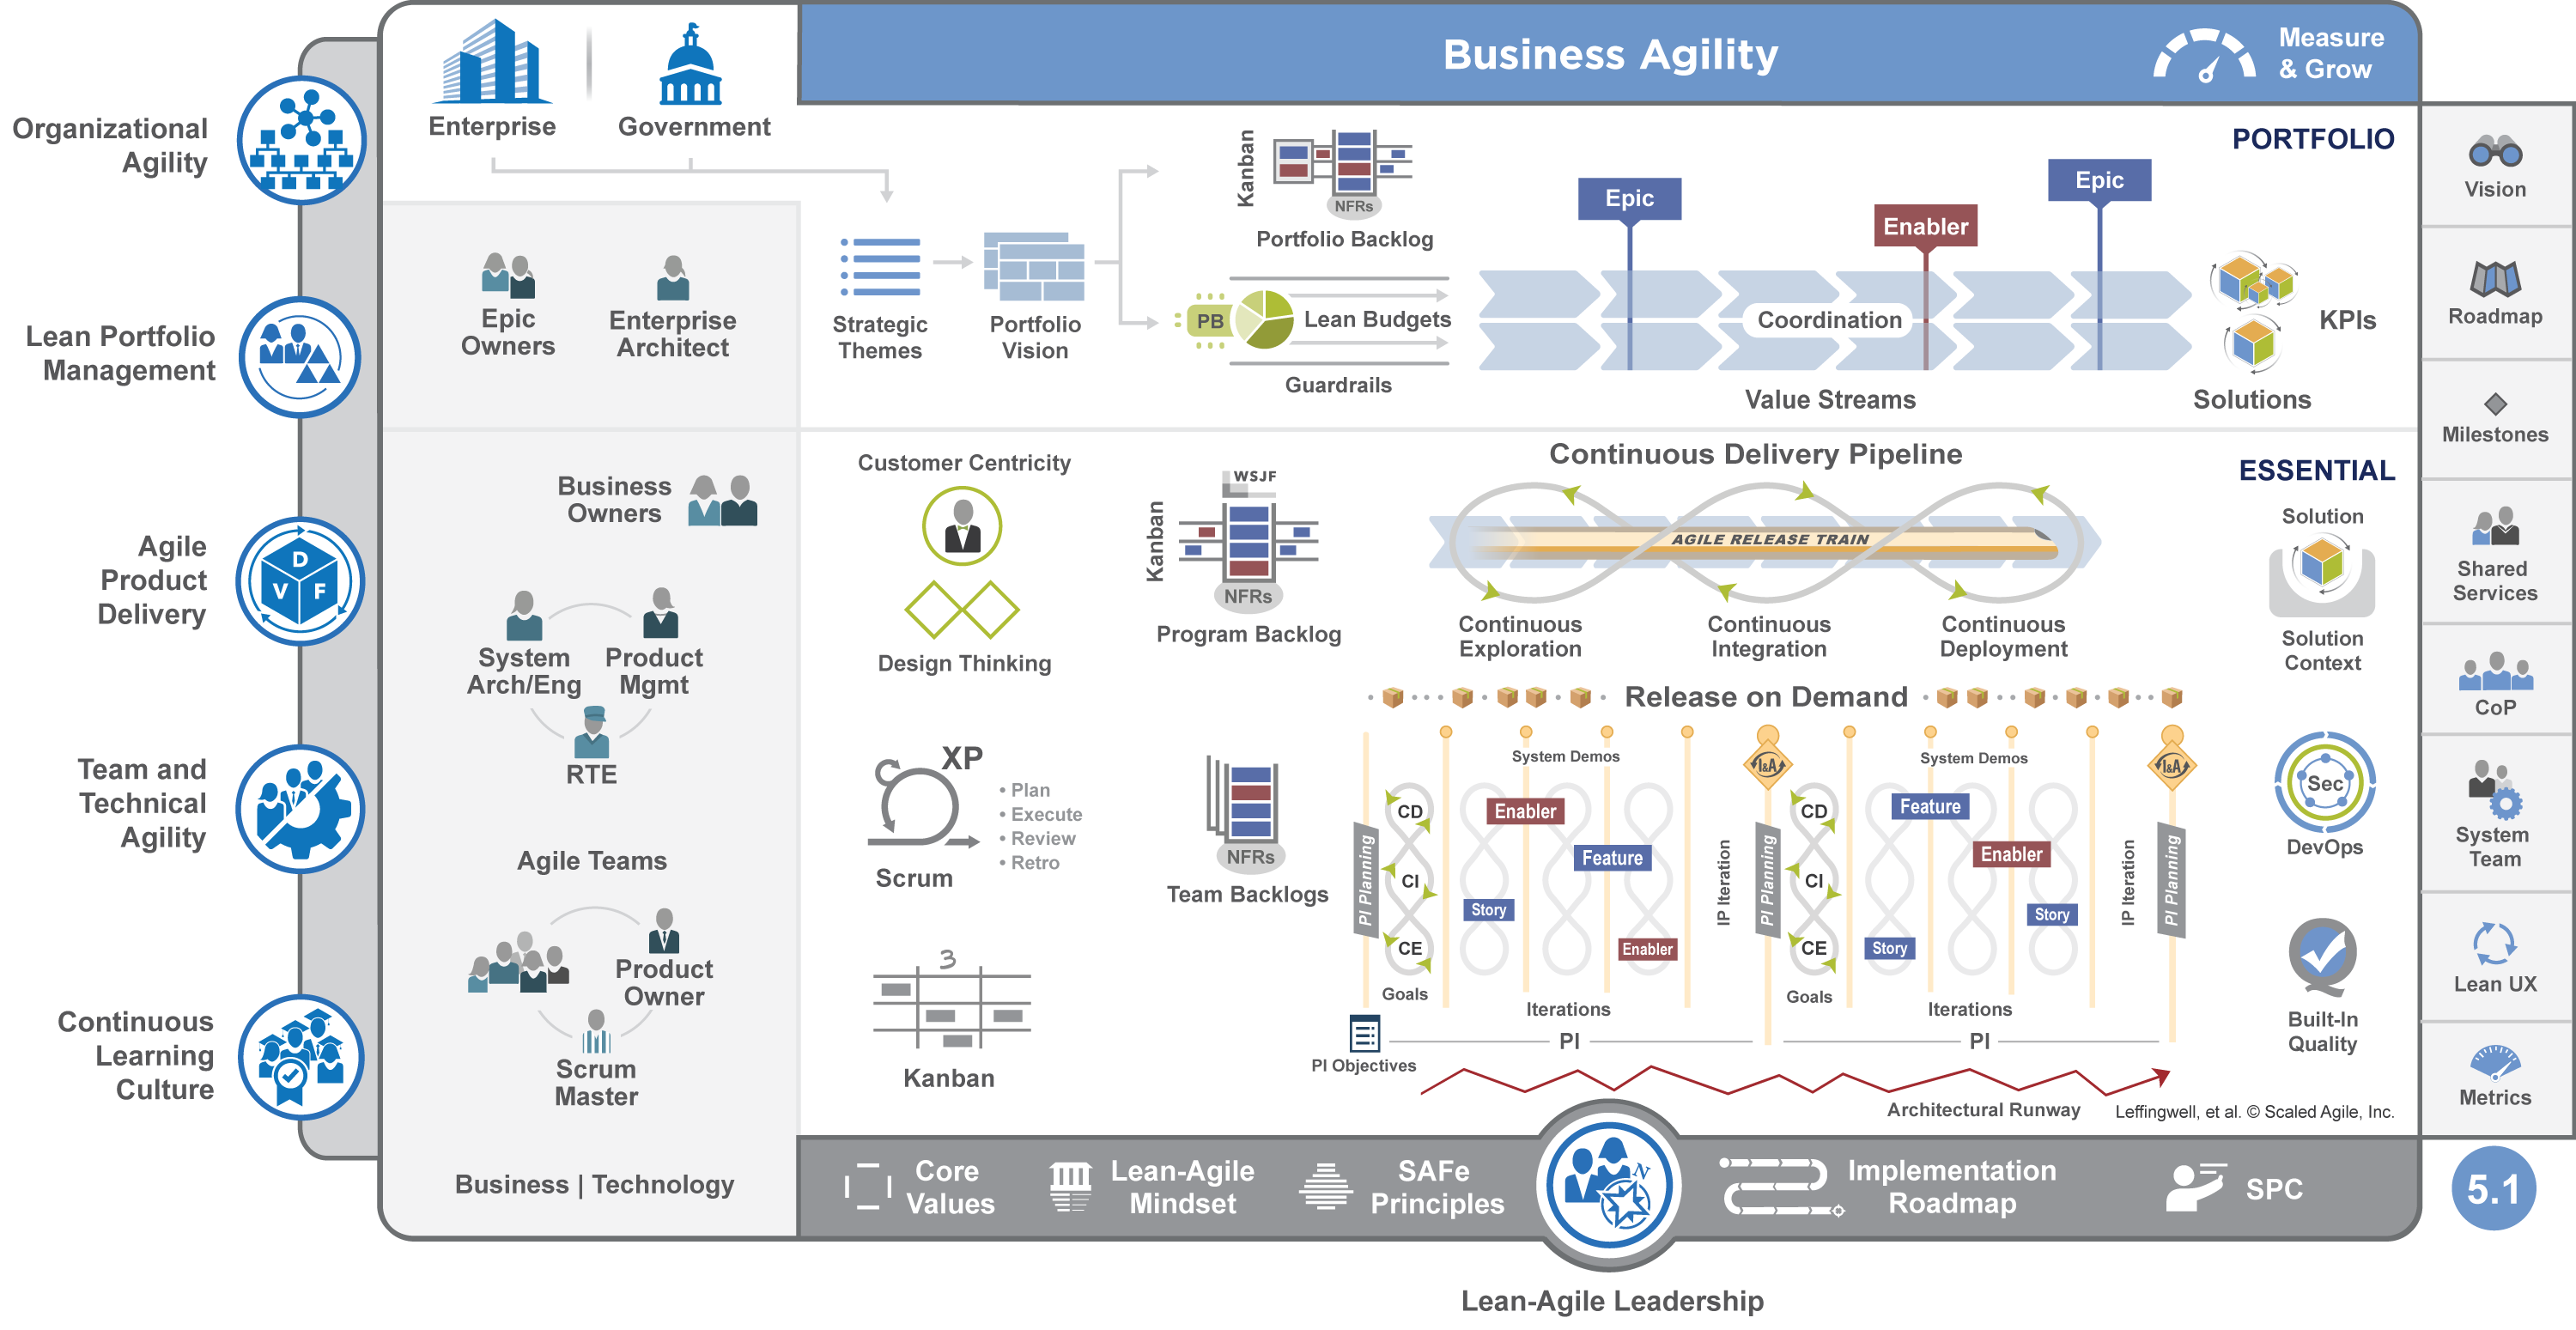 Business Agility
Measure
& Grow
Organizational
Agility
Lean Portfolio
Management
Agile
Product
Delivery
D
V
F
Team and
Technical
Agility
Continuous
Learning
Culture
Enterprise
Government
Epic
Owners
Enterprise
Architect
Business
Owners
System
Arch/Eng
Product
Mgmt
RTE
Agile Teams
Product
Owner
Scrum
Master
Business | Technology
PORTFOLIO
Strategic
Themes
Portfolio
Vision
Kanban
NFRs
Portfolio Backlog
PB
Lean Budgets
Guardrails
Epic
Enabler
Epic
Coordination
Value Streams
KPIs
Solutions
ESSENTIAL
Customer Centricity
Design Thinking
Kanban
WSJF
NFRs
Program Backlog
Continuous Delivery Pipeline
AGILE RELEASE TRAIN
Continuous
Exploration
Continuous
Integration
Continuous
Deployment
Release on Demand
Solution
Solution
Context
XP
• Plan
• Execute
• Review
• Retro
Scrum
3
Kanban
NFRs
Team Backlogs
PI Planning
System Demos
CD
CI
CE
Enabler
Feature
Story
Enabler
Goals
Iterations
IP Iteration
I&A
PI Planning
System Demos
CD
CI
CE
Feature
Enabler
Story
Story
Goals
Iterations
IP Iteration
I&A
PI Planning
PI Objectives
PI
PI
Architectural Runway
Sec
DevOps
Built-In
Quality
Leffingwell, et al. © Scaled Agile, Inc.
Vision
Roadmap
Milestones
Shared
Services
CoP
System
Team
Lean UX
Metrics
Core
Values
Lean-Agile
Mindset
SAFe
Principles
N
Implementation
Roadmap
SPC
5.1
Lean-Agile Leadership